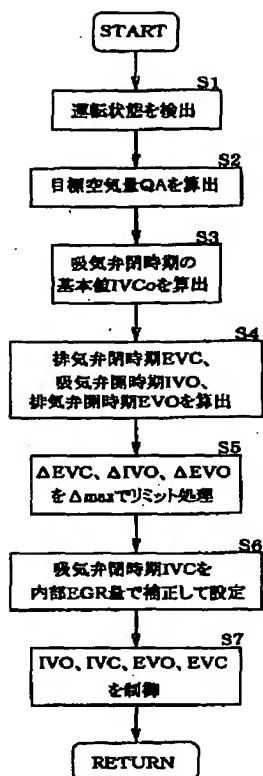 START
S1
運転状態を検出
S2
目標空気量QAを算出
S3
吸気弁閉時期の
基本値IVCoを算出
S4
排気弁閉時期EVC、
吸気弁開時期IVO、
排気弁開時期EVOを算出
S5
ΔEVC、ΔIVO、ΔEVO
をΔmaxでリミット処理
S6
吸気弁閉時期IVCを
内部EGR量で補正して設定
S7
IVO、IVC、EVO、EVC
を制御
RETURN